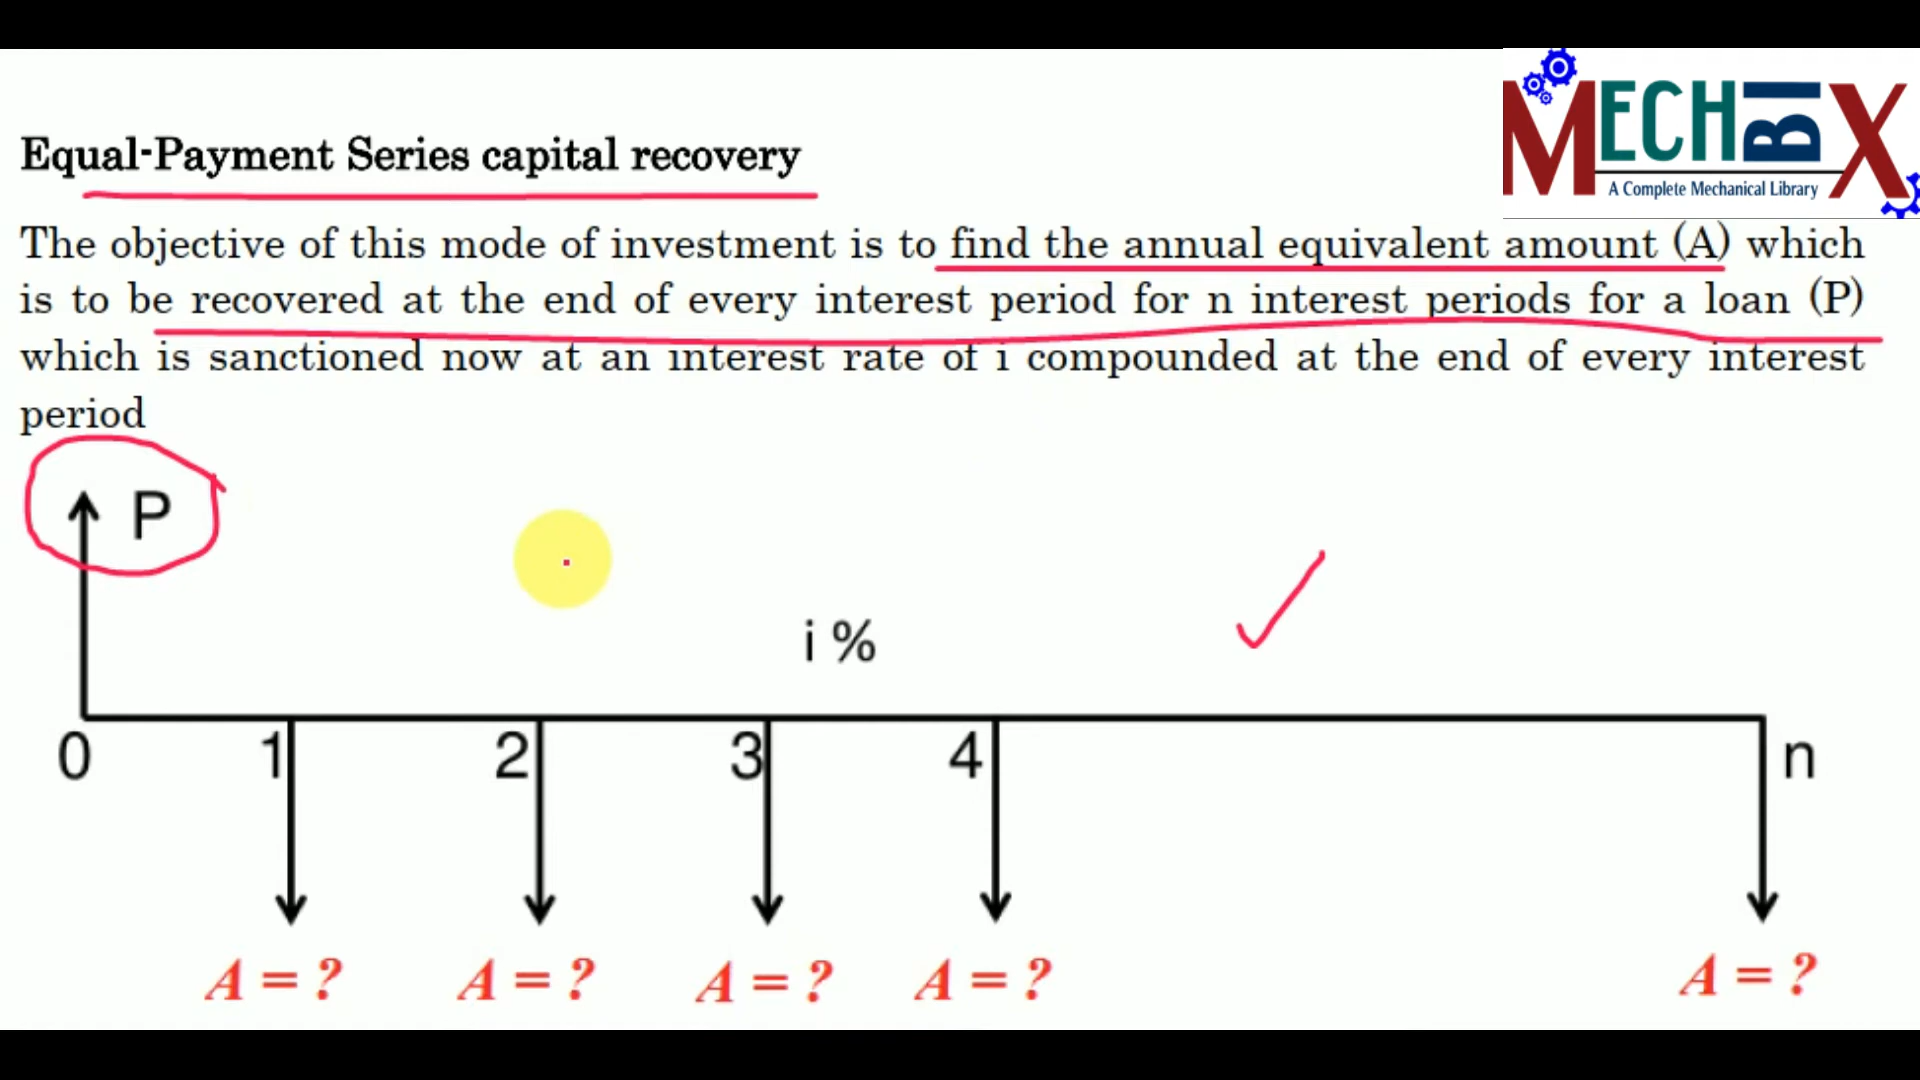 MECHBIX
A Complete Mechanical Library
Equal-Payment Series capital recovery
The objective of this mode of investment is to find the annual equivalent amount (A) which
is to be recovered at the end of every interest period for n interest periods for a loan (P)
which is sanctioned now at an interest rate of i compounded at the end of every interest
period
P
i %
0 1 2 3 4 n
A = ? A = ? A = ? A = ? A = ?